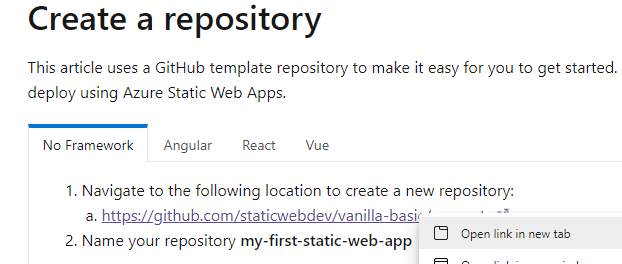 Create a repository
This article uses a GitHub template repository to make it easy for you to get started.
deploy using Azure Static Web Apps.
No Framework Angular React Vue
1. Navigate to the following location to create a new repository:
a. https://github.com/staticwebdev/vanilla-basic
Open link in new tab
2. Name your repository my-first-static-web-app